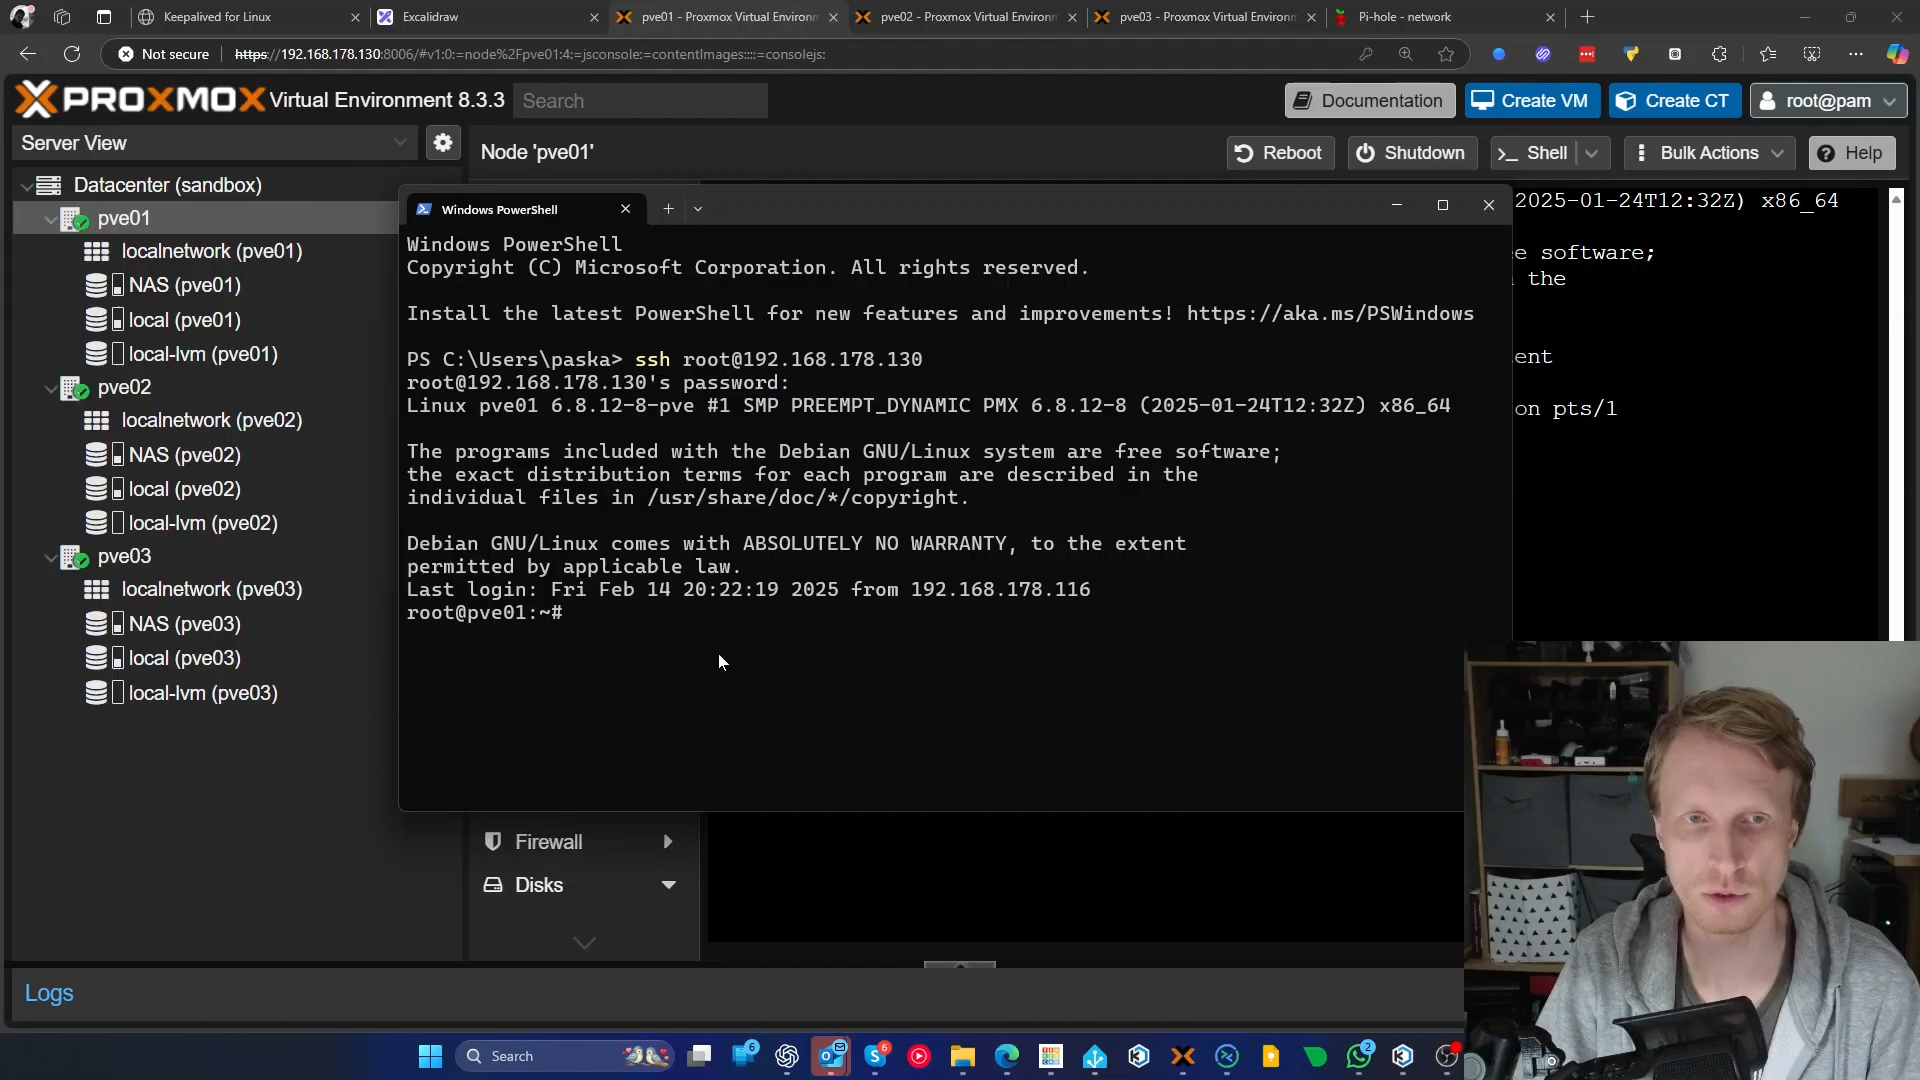 Keepalived for Linux
Excalidraw
pve01 - Proxmox Virtual Environm
pve02 - Proxmox Virtual Environm
pve03 - Proxmox Virtual Environm
Pi-hole - network
Not secure
https://192.168.178.130:8006/#v1:0:=node%2Fpve01:4:=jsconsole:=contentImages::::=consolejs:
PROXMOX Virtual Environment 8.3.3
Search
Documentation
Create VM
Create CT
root@pam
Server View
Node 'pve01'
Reboot
Shutdown
Shell
Bulk Actions
Help
Datacenter (sandbox)
pve01
localnetwork (pve01)
NAS (pve01)
local (pve01)
local-lvm (pve01)
pve02
localnetwork (pve02)
NAS (pve02)
local (pve02)
local-lvm (pve02)
pve03
localnetwork (pve03)
NAS (pve03)
local (pve03)
local-lvm (pve03)
Windows PowerShell
Windows PowerShell
Copyright (C) Microsoft Corporation. All rights reserved.
Install the latest PowerShell for new features and improvements! https://aka.ms/PSWindows
PS C:\Users\paska> ssh root@192.168.178.130
root@192.168.178.130's password:
Linux pve01 6.8.12-8-pve #1 SMP PREEMPT_DYNAMIC PMX 6.8.12-8 (2025-01-24T12:32Z) x86_64
The programs included with the Debian GNU/Linux system are free software;
the exact distribution terms for each program are described in the
individual files in /usr/share/doc/*/copyright.
Debian GNU/Linux comes with ABSOLUTELY NO WARRANTY, to the extent
permitted by applicable law.
Last login: Fri Feb 14 20:22:19 2025 from 192.168.178.116
root@pve01:~#
2025-01-24T12:32Z) x86_64
e software;
the
ent
on pts/1
Firewall
Disks
Logs
Search
6
6
2